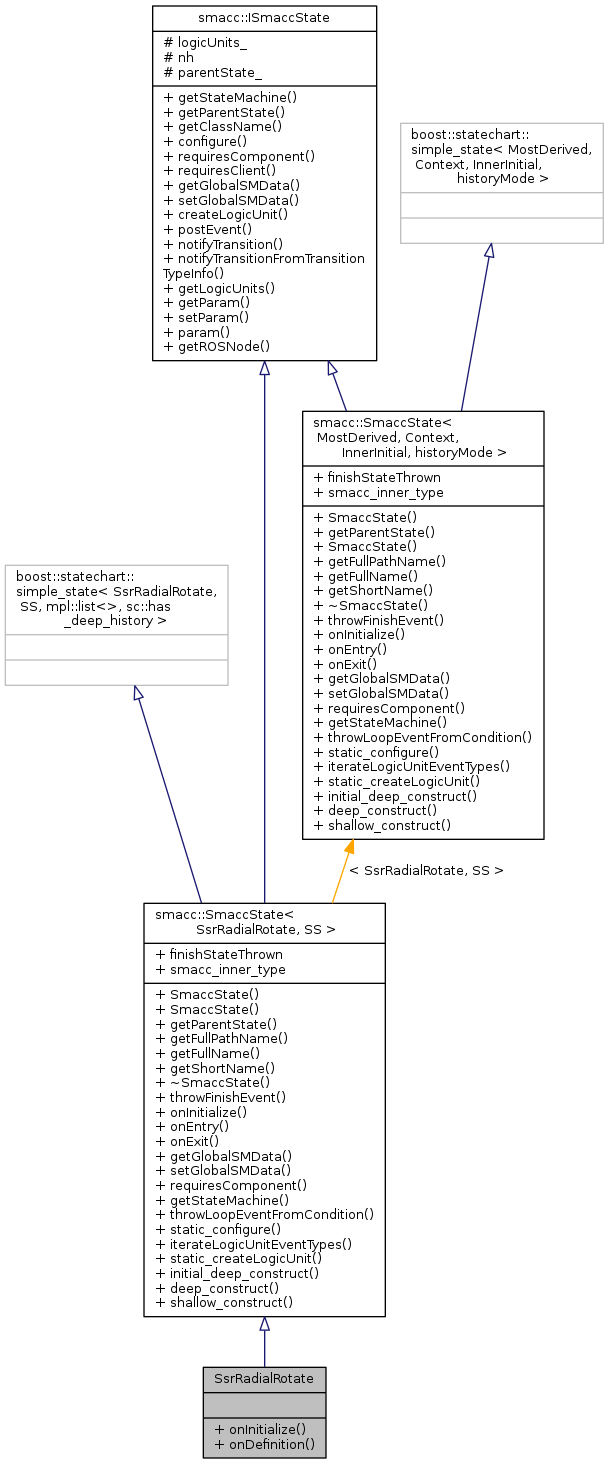 smacc::ISmaccState
# logicUnits_
# nh
# parentState_
+ getStateMachine()
+ getParentState()
+ getClassName()
+ configure()
+ requiresComponent()
+ requiresClient()
+ getGlobalSMData()
+ setGlobalSMData()
+ createLogicUnit()
+ postEvent()
+ notifyTransition()
+ notifyTransitionFromTransition
TypeInfo()
+ getLogicUnits()
+ getParam()
+ setParam()
+ param()
+ getROSNode()
boost::statechart::
simple_state< MostDerived,
Context, InnerInitial,
historyMode >
smacc::SmaccState<
MostDerived, Context,
InnerInitial, historyMode >
+ finishStateThrown
+ smacc_inner_type
+ SmaccState()
+ getParentState()
+ SmaccState()
+ getFullPathName()
+ getFullName()
+ getShortName()
+ ~SmaccState()
+ throwFinishEvent()
+ onInitialize()
+ onEntry()
+ onExit()
+ getGlobalSMData()
+ setGlobalSMData()
+ requiresComponent()
+ getStateMachine()
+ throwLoopEventFromCondition()
+ static_configure()
+ iterateLogicUnitEventTypes()
+ static_createLogicUnit()
+ initial_deep_construct()
+ deep_construct()
+ shallow_construct()
boost::statechart::
simple_state< SsrRadialRotate,
SS, mpl::list<>, sc::has
_deep_history >
< SsrRadialRotate, SS >
smacc::SmaccState<
SsrRadialRotate, SS >
+ finishStateThrown
+ smacc_inner_type
+ SmaccState()
+ SmaccState()
+ getParentState()
+ getFullPathName()
+ getFullName()
+ getShortName()
+ ~SmaccState()
+ throwFinishEvent()
+ onInitialize()
+ onEntry()
+ onExit()
+ getGlobalSMData()
+ setGlobalSMData()
+ requiresComponent()
+ getStateMachine()
+ throwLoopEventFromCondition()
+ static_configure()
+ iterateLogicUnitEventTypes()
+ static_createLogicUnit()
+ initial_deep_construct()
+ deep_construct()
+ shallow_construct()
SsrRadialRotate
+ onInitialize()
+ onDefinition()